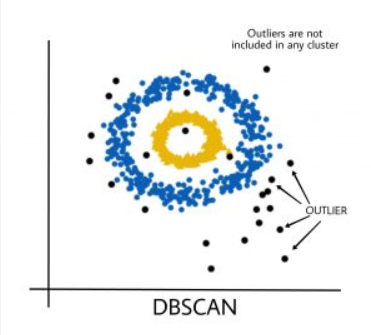 Outliers are not
included in any cluster
OUTLIER
DBSCAN